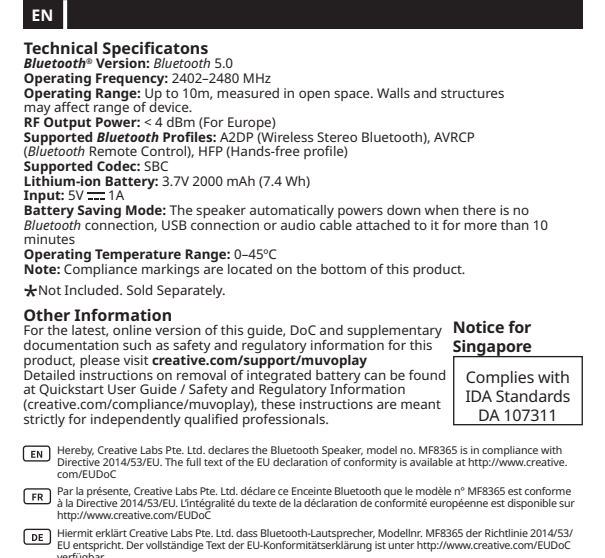 EN
Technical Specificatons
Bluetooth® Version: Bluetooth 5.0
Operating Frequency: 2402–2480 MHz
Operating Range: Up to 10m, measured in open space. Walls and structures
may affect range of device.
RF Output Power: < 4 dBm (For Europe)
Supported Bluetooth Profiles: A2DP (Wireless Stereo Bluetooth), AVRCP
(Bluetooth Remote Control), HFP (Hands-free profile)
Supported Codec: SBC
Lithium-ion Battery: 3.7V 2000 mAh (7.4 Wh)
Input: 5V ⎓ 1A
Battery Saving Mode: The speaker automatically powers down when there is no
Bluetooth connection, USB connection or audio cable attached to it for more than 10
minutes
Operating Temperature Range: 0–45ºC
Note: Compliance markings are located on the bottom of this product.
*Not Included. Sold Separately.
Other Information
For the latest, online version of this guide, DoC and supplementary
documentation such as safety and regulatory information for this
product, please visit creative.com/support/muvoplay
Detailed instructions on removal of integrated battery can be found
at Quickstart User Guide / Safety and Regulatory Information
(creative.com/compliance/muvoplay), these instructions are meant
strictly for independently qualified professionals.
Notice for
Singapore
Complies with
IDA Standards
DA 107311
EN
Hereby, Creative Labs Pte. Ltd. declares the Bluetooth Speaker, model no. MF8365 is in compliance with
Directive 2014/53/EU. The full text of the EU declaration of conformity is available at http://www.creative.
com/EUDoC
FR
Par la présente, Creative Labs Pte. Ltd. déclare ce Enceinte Bluetooth que le modèle n° MF8365 est conforme
à la Directive 2014/53/EU. L'intégralité du texte de la déclaration de conformité européenne est disponible sur
http://www.creative.com/EUDoC
DE
Hiermit erklärt Creative Labs Pte. Ltd. dass Bluetooth-Lautsprecher, Modellnr. MF8365 der Richtlinie 2014/53/
EU entspricht. Der vollständige Text der EU-Konformitätserklärung ist unter http://www.creative.com/EUDoC
verfügbar